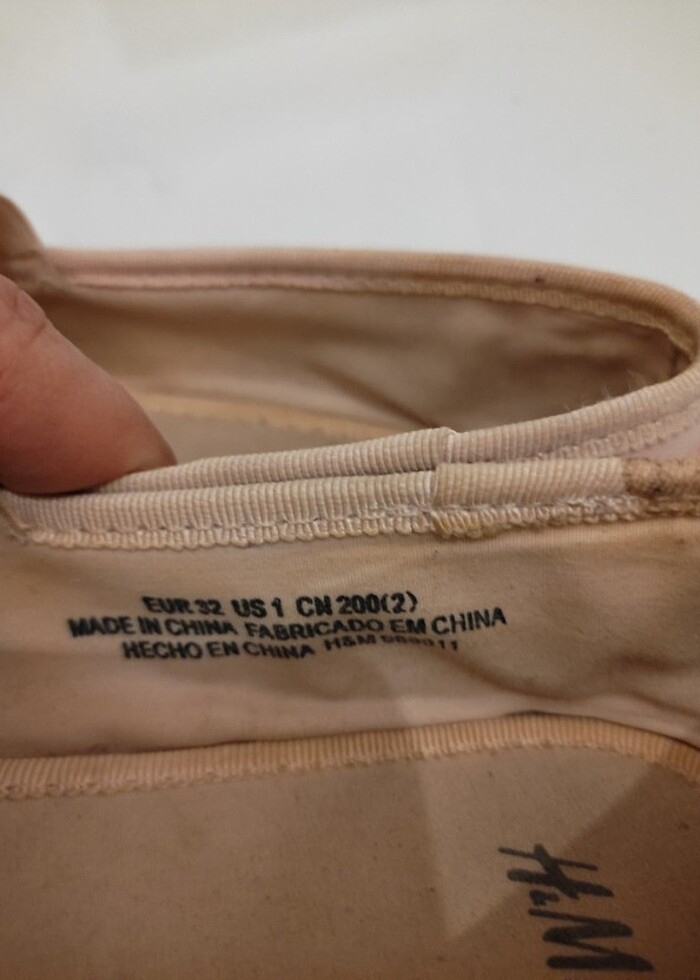 EUR 32 US 1 CN 200(2)
MADE IN CHINA FABRICADO EM CHINA
HECHO EN CHINA H&M
H&M